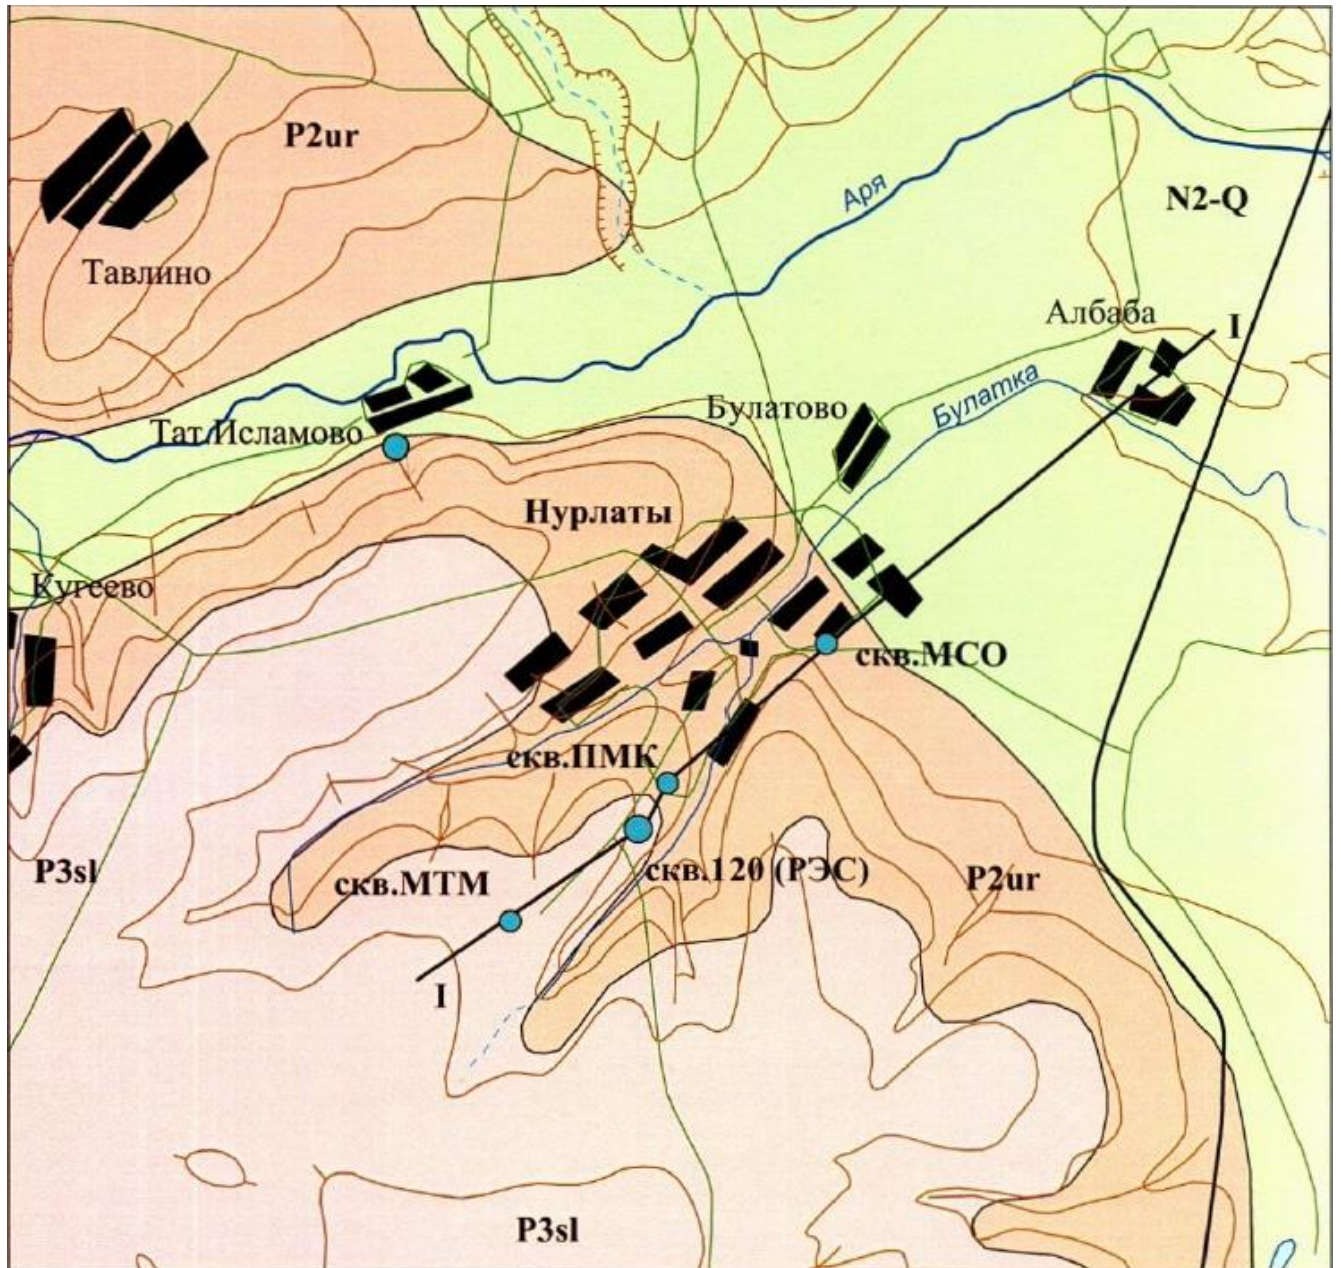 P2ur
Аря
N2-Q
Тавлино
Албаба
I
Булатка
Булатово
Тат.Исламово
Нурлаты
Кугеево
скв.МСО
скв.ПМК
P3sl
скв.МТМ
скв.120 (РЭС)
P2ur
I
P3sl